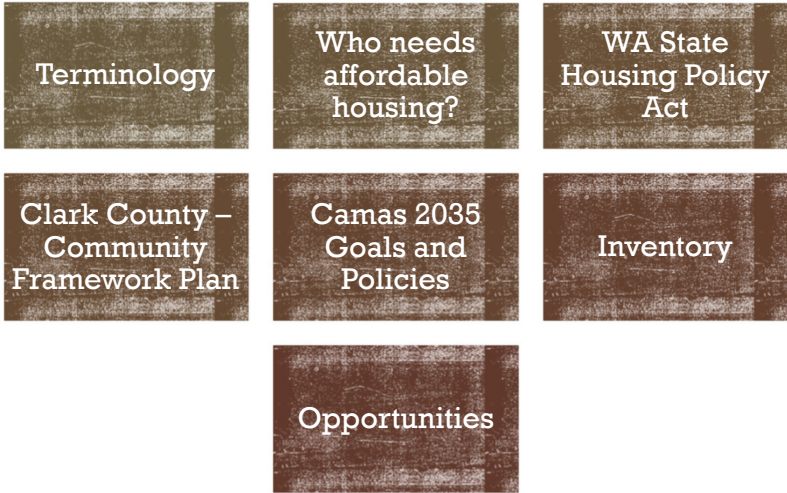 Terminology
Who needs
affordable
housing?
WA State
Housing Policy
Act
Clark County –
Community
Framework Plan
Camas 2035
Goals and
Policies
Inventory
Opportunities